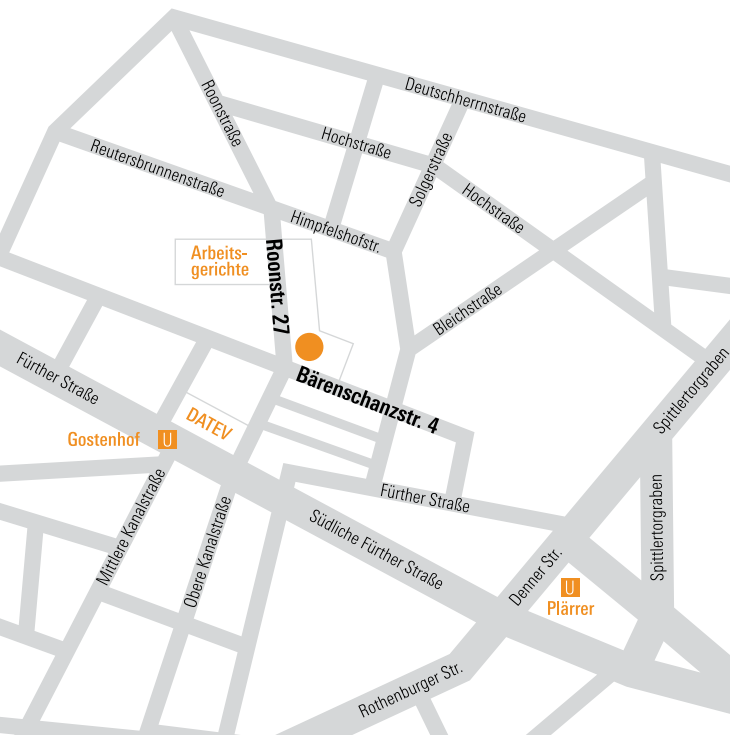 Deutschherrnstraße
Roonstraße
Hochstraße
Solgerstraße
Reutersbrunnenstraße
Hochstraße
Himpfelshofstr.
Arbeits-
gerichte
Roonstr. 27
Bleichstraße
Fürther Straße
Bärenschanzstr. 4
Spittlertorgraben
DATEV
Gostenhof U
Fürther Straße
Spittlertorgraben
Mittlere Kanalstraße
Obere Kanalstraße
Südliche Fürther Straße
Denner Str.
U
Plärrer
Rothenburger Str.